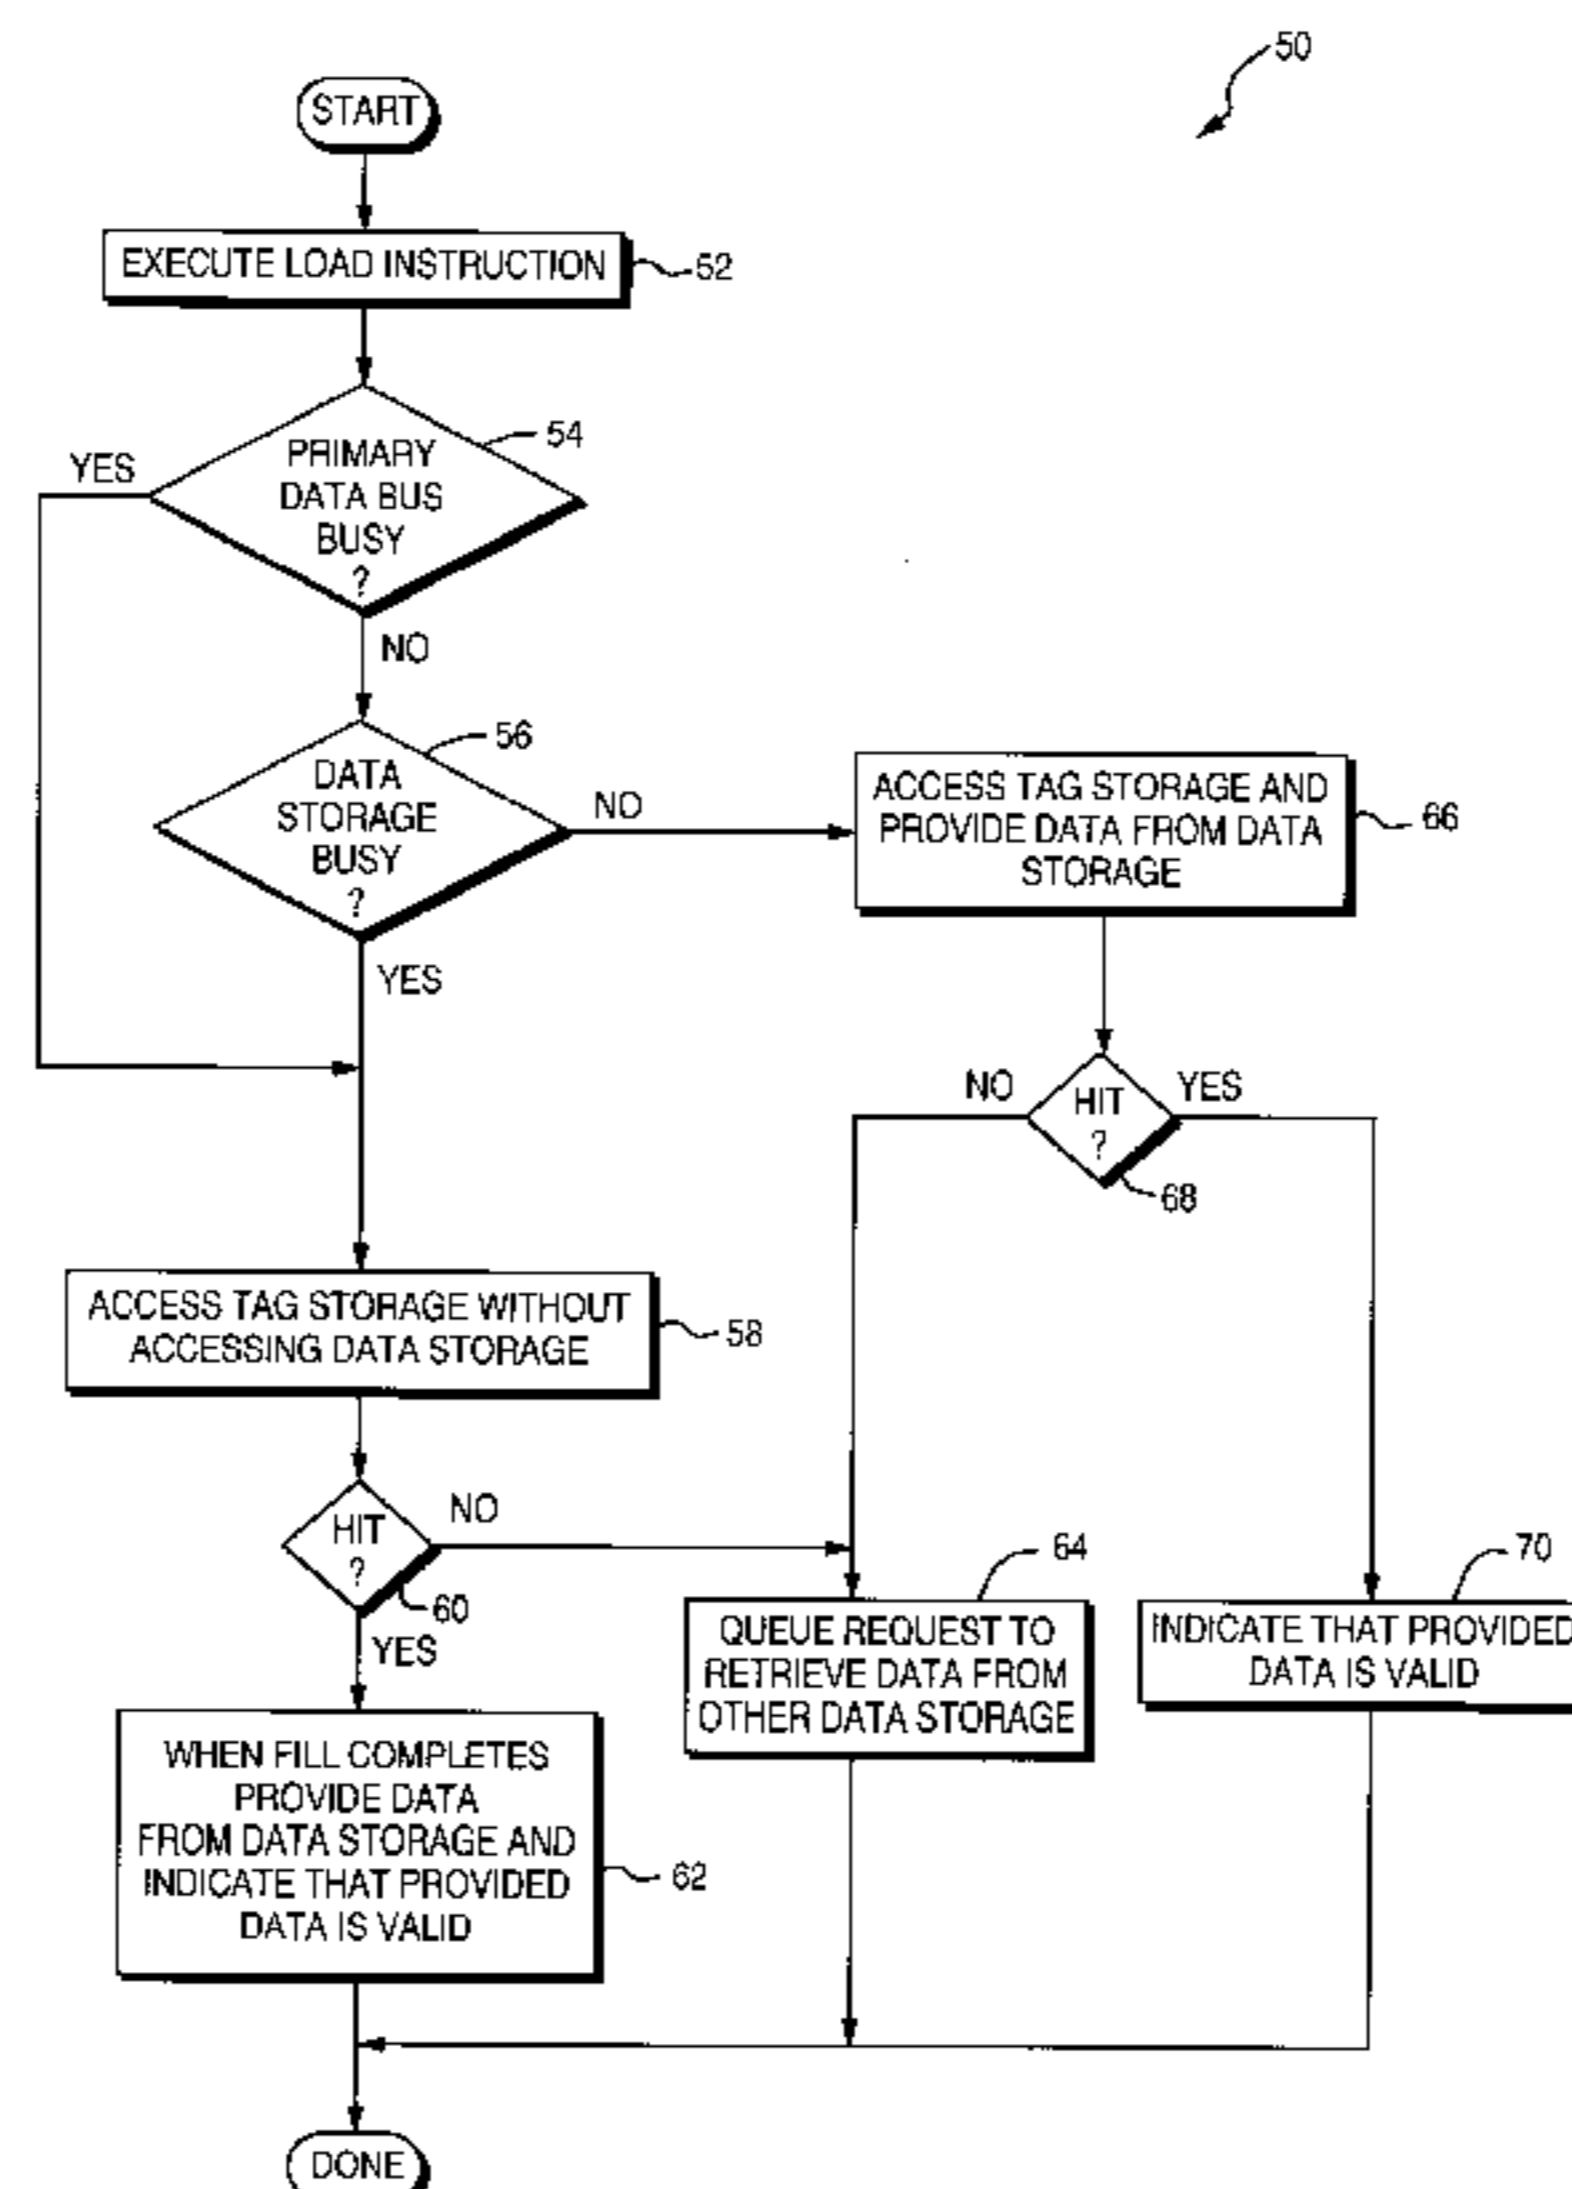 50
START
EXECUTE LOAD INSTRUCTION
52
54
YES
PRIMARY
DATA BUS
BUSY
?
NO
56
DATA
STORAGE
BUSY
?
NO
YES
ACCESS TAG STORAGE AND
PROVIDE DATA FROM DATA
STORAGE
66
NO
HIT
?
YES
68
ACCESS TAG STORAGE WITHOUT
ACCESSING DATA STORAGE
58
HIT
?
NO
60
YES
64
QUEUE REQUEST TO
RETRIEVE DATA FROM
OTHER DATA STORAGE
70
INDICATE THAT PROVIDED
DATA IS VALID
WHEN FILL COMPLETES
PROVIDE DATA
FROM DATA STORAGE AND
INDICATE THAT PROVIDED
DATA IS VALID
62
DONE